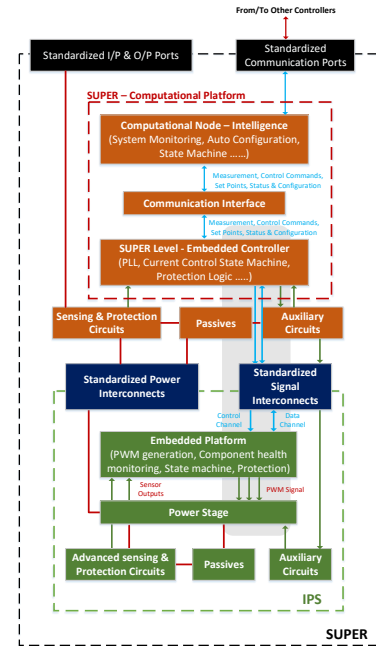 From/To Other Controllers
Standardized I/P & O/P Ports
Standardized
Communication Ports
SUPER – Computational Platform
Computational Node – Intelligence
(System Monitoring, Auto Configuration,
State Machine ......)
Measurement, Control Commands,
Set Points, Status & Configuration
Communication Interface
Measurement, Control Commands,
Set Points, Status & Configuration
SUPER Level - Embedded Controller
(PLL, Current Control State Machine,
Protection Logic .....)
Sensing & Protection
Circuits
Passives
Auxiliary
Circuits
Standardized Power
Interconnects
Standardized
Signal
Interconnects
Control
Channel
Data
Channel
Embedded Platform
(PWM generation, Component health
monitoring, State machine, Protection)
Sensor
Outputs
PWM Signal
Power Stage
Advanced sensing &
Protection Circuits
Passives
Auxiliary
Circuits
IPS
SUPER